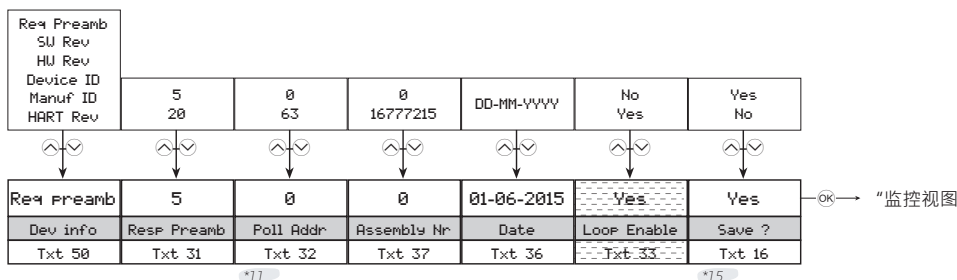 Req Preamb
SW Rev
HW Rev
Device ID
Manuf ID
HART Rev
5
20
0
63
0
16777215
DD-MM-YYYY
No
Yes
Yes
No
Req preamb 5 0 0 01-06-2015 Yes Yes OK "监控视图
Dev info Resp Preamb Poll Addr Assembly Nr Date Loop Enable Save ?
Txt 50 Txt 31 Txt 32 Txt 37 Txt 36 Txt 33 Txt 16
*11 *15